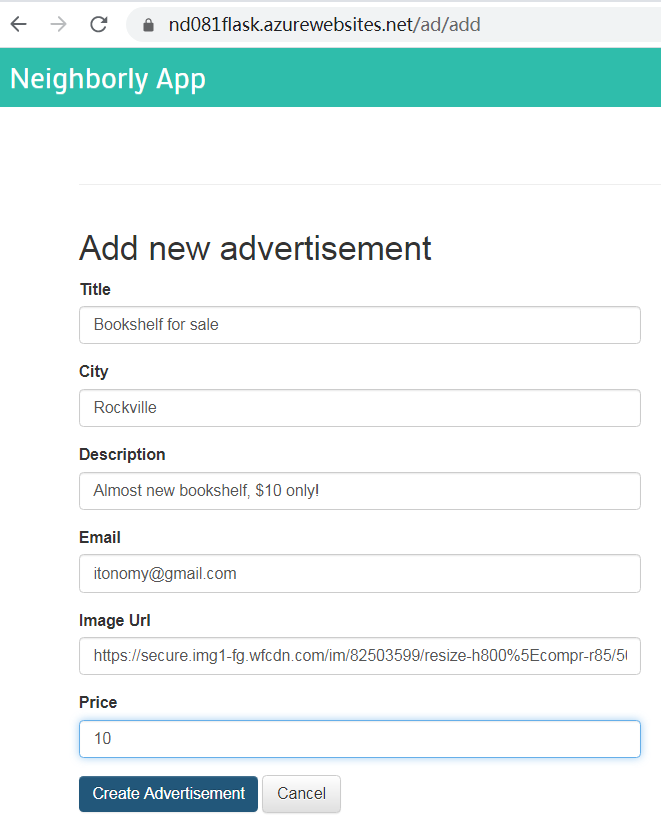 nd081flask.azurewebsites.net/ad/add
Neighborly App
Add new advertisement
Title
Bookshelf for sale
City
Rockville
Description
Almost new bookshelf, $10 only!
Email
itonomy@gmail.com
Image Url
https://secure.img1-fg.wfcdn.com/im/82503599/resize-h800%5Ecompr-r85/50
Price
10
Create Advertisement Cancel